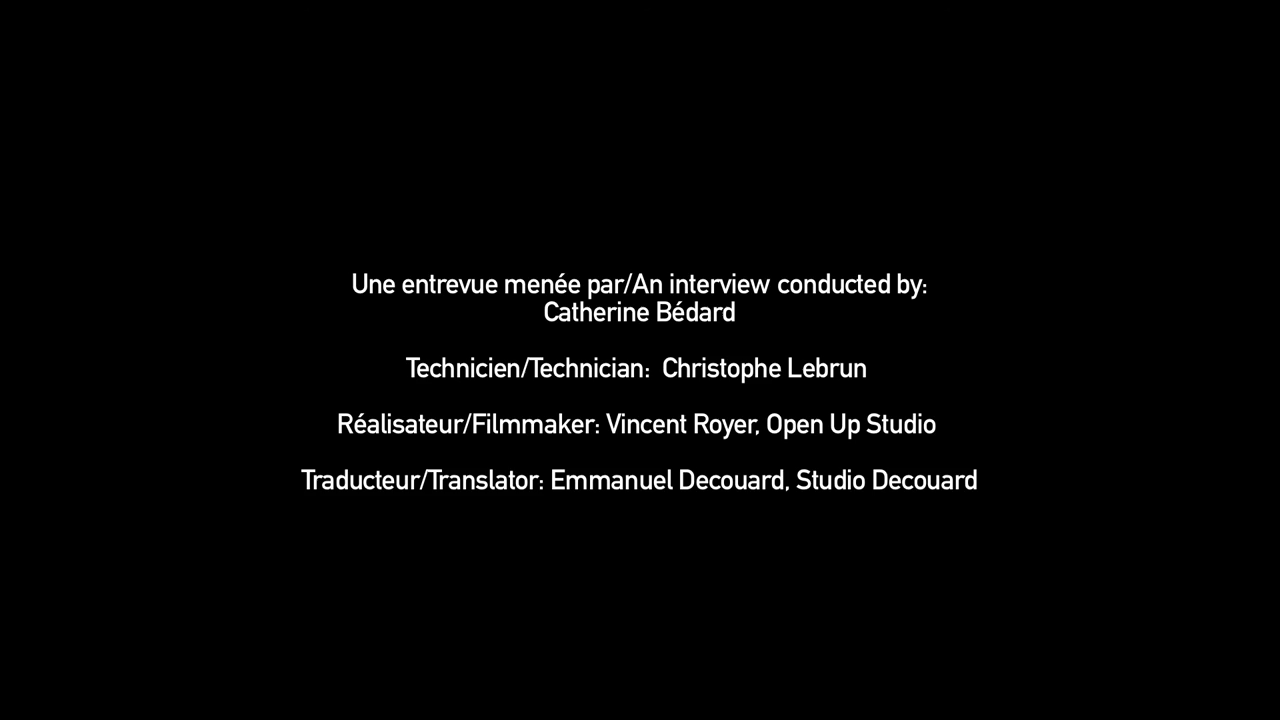 Une entrevue menée par/An interview conducted by:
Catherine Bédard
Technicien/Technician: Christophe Lebrun
Réalisateur/Filmmaker: Vincent Royer, Open Up Studio
Traducteur/Translator: Emmanuel Decouard, Studio Decouard